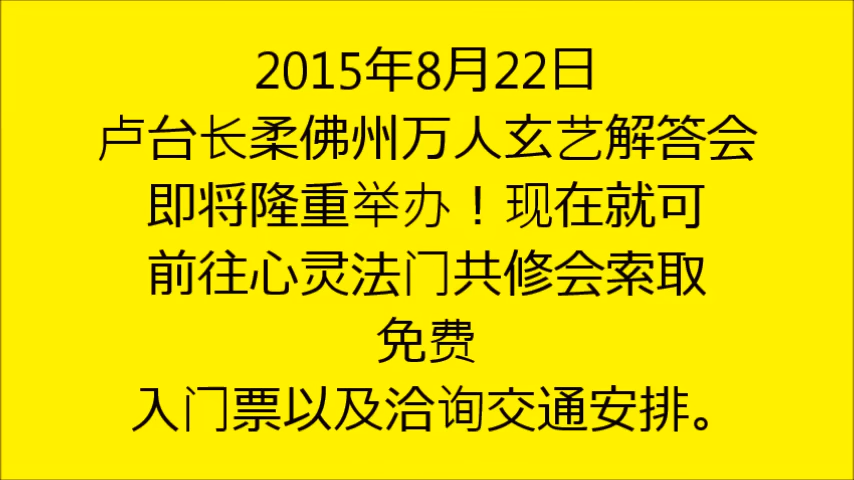 2015年8月22日
卢台长柔佛州万人玄艺解答会
即将隆重举办！现在就可
前往心灵法门共修会索取
免费
入门票以及洽询交通安排。